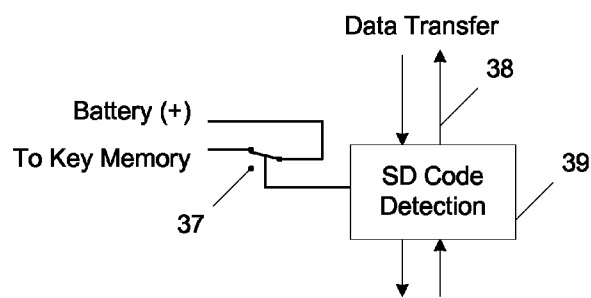 Data Transfer
38
Battery (+)
To Key Memory
SD Code
Detection
39
37